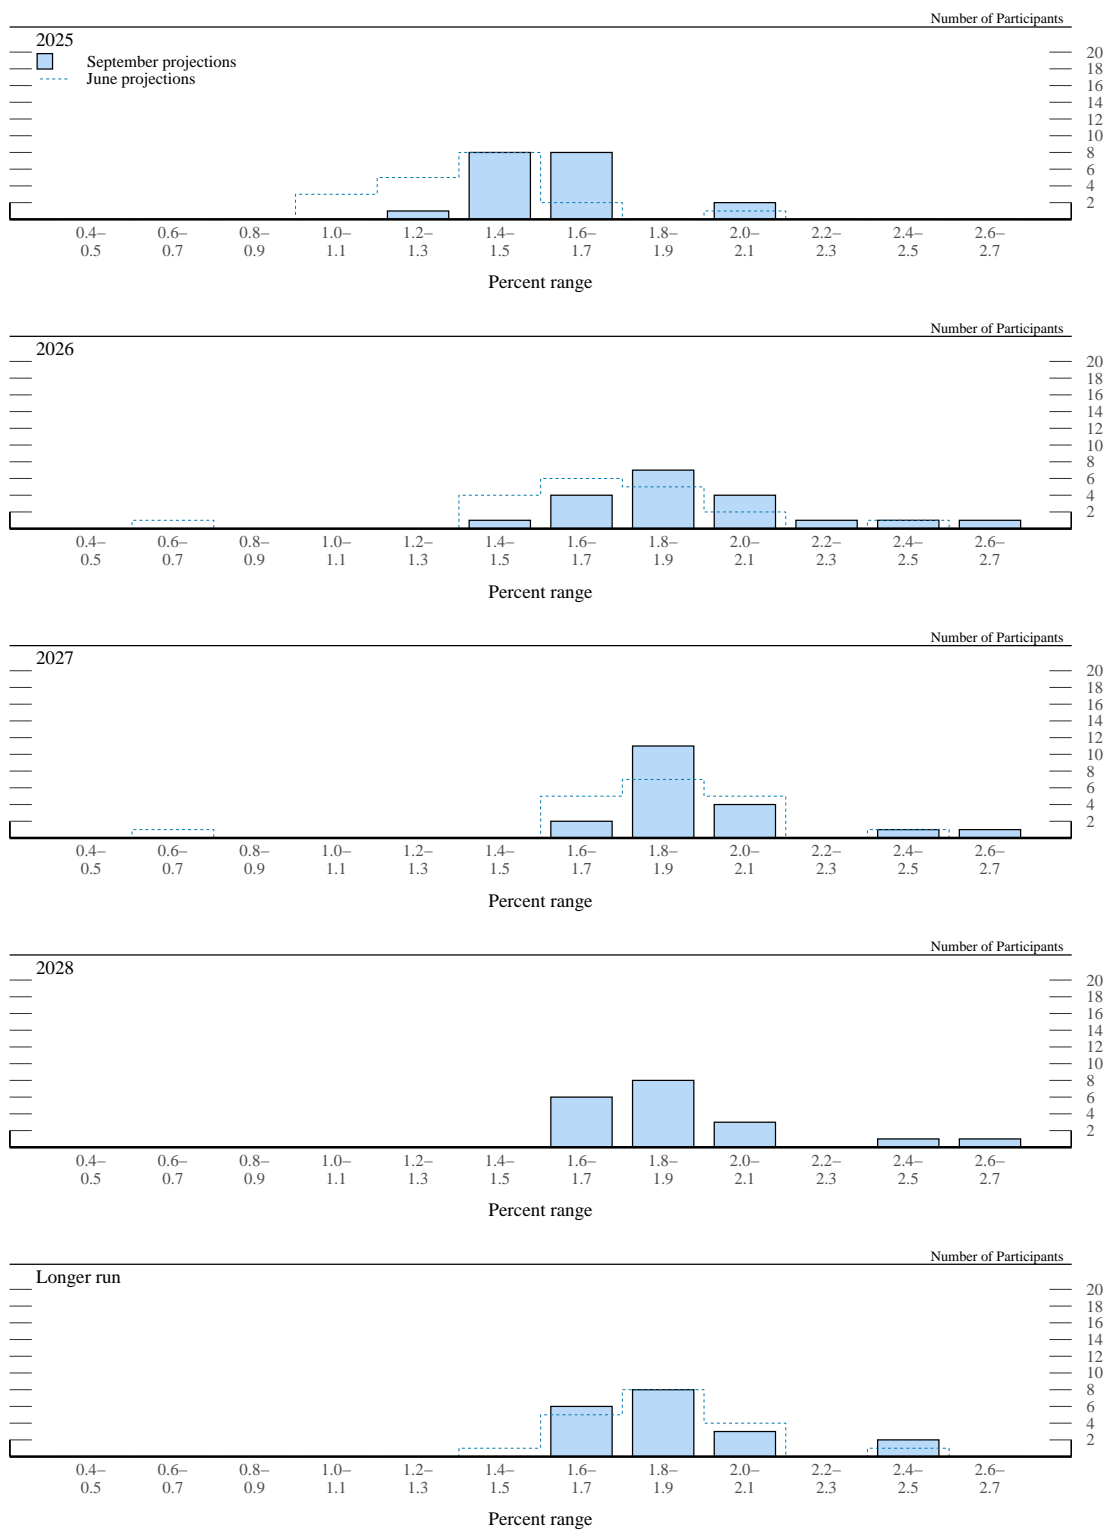 Number of Participants
2025
September projections
June projections
20
18
16
14
12
10
8
6
4
2
0.4– 0.6– 0.8– 1.0– 1.2– 1.4– 1.6– 1.8– 2.0– 2.2– 2.4– 2.6–
0.5 0.7 0.9 1.1 1.3 1.5 1.7 1.9 2.1 2.3 2.5 2.7
Percent range
Number of Participants
2026
20
18
16
14
12
10
8
6
4
2
0.4– 0.6– 0.8– 1.0– 1.2– 1.4– 1.6– 1.8– 2.0– 2.2– 2.4– 2.6–
0.5 0.7 0.9 1.1 1.3 1.5 1.7 1.9 2.1 2.3 2.5 2.7
Percent range
Number of Participants
2027
20
18
16
14
12
10
8
6
4
2
0.4– 0.6– 0.8– 1.0– 1.2– 1.4– 1.6– 1.8– 2.0– 2.2– 2.4– 2.6–
0.5 0.7 0.9 1.1 1.3 1.5 1.7 1.9 2.1 2.3 2.5 2.7
Percent range
Number of Participants
2028
20
18
16
14
12
10
8
6
4
2
0.4– 0.6– 0.8– 1.0– 1.2– 1.4– 1.6– 1.8– 2.0– 2.2– 2.4– 2.6–
0.5 0.7 0.9 1.1 1.3 1.5 1.7 1.9 2.1 2.3 2.5 2.7
Percent range
Number of Participants
Longer run
20
18
16
14
12
10
8
6
4
2
0.4– 0.6– 0.8– 1.0– 1.2– 1.4– 1.6– 1.8– 2.0– 2.2– 2.4– 2.6–
0.5 0.7 0.9 1.1 1.3 1.5 1.7 1.9 2.1 2.3 2.5 2.7
Percent range